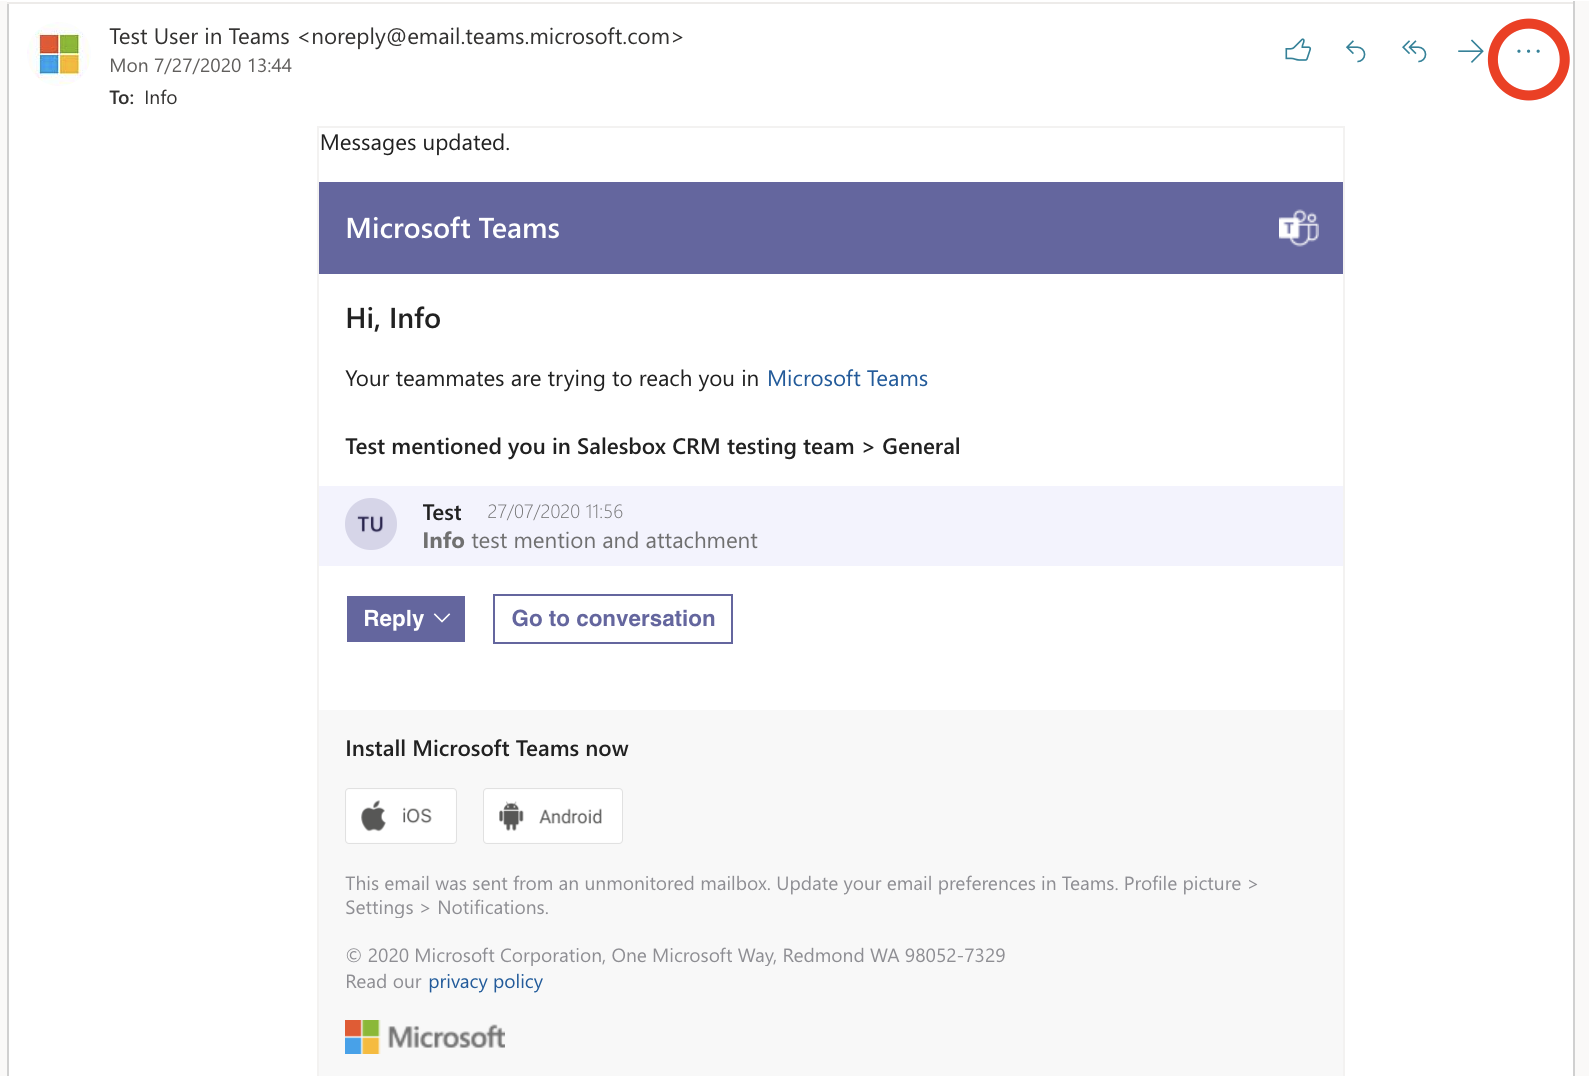 Test User in Teams <noreply@email.teams.microsoft.com>
Mon 7/27/2020 13:44
To: Info
Messages updated.
Microsoft Teams
T
Hi, Info
Your teammates are trying to reach you in Microsoft Teams
Test mentioned you in Salesbox CRM testing team > General
TU
Test 27/07/2020 11:56
Info test mention and attachment
Reply
Go to conversation
Install Microsoft Teams now
iOS
Android
This email was sent from an unmonitored mailbox. Update your email preferences in Teams. Profile picture >
Settings > Notifications.
© 2020 Microsoft Corporation, One Microsoft Way, Redmond WA 98052-7329
Read our privacy policy
Microsoft